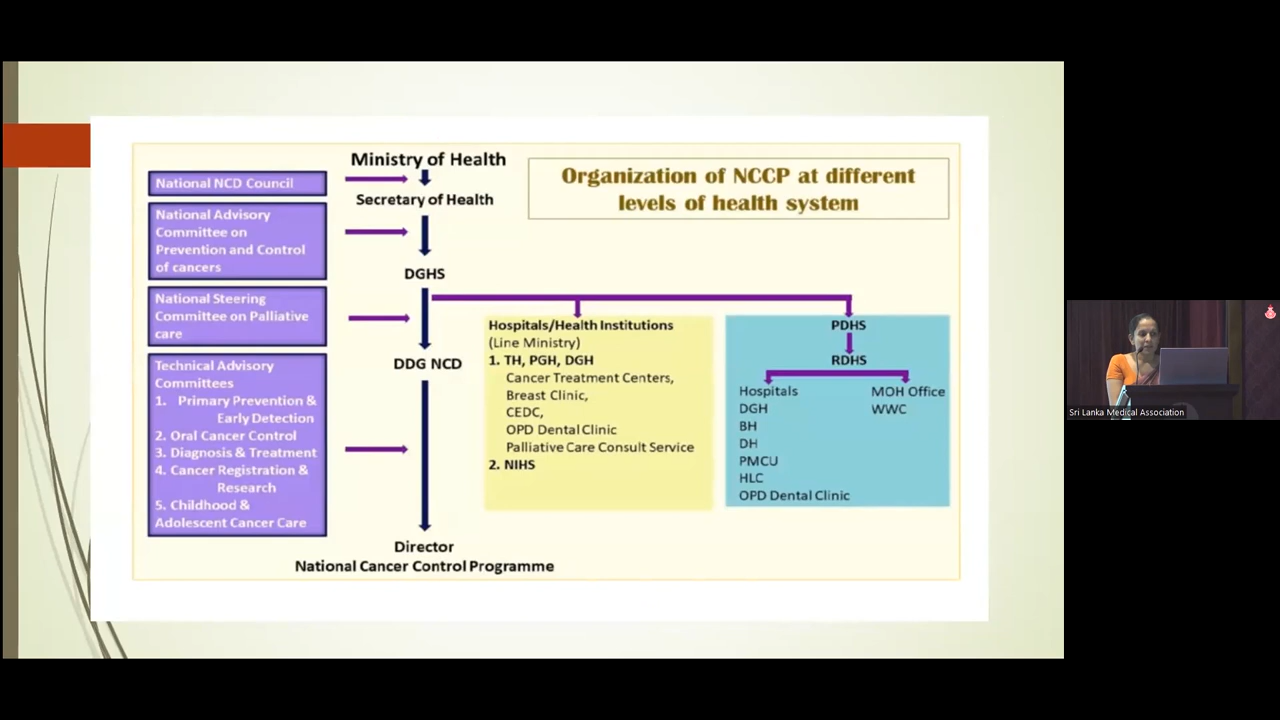 Organization of NCCP at different
levels of health system
Ministry of Health
Secretary of Health
DGHS
DDG NCD
Director
National Cancer Control Programme
National NCD Council
National Advisory
Committee on
Prevention and Control
of cancers
National Steering
Committee on Palliative
care
Technical Advisory
Committees
1. Primary Prevention &
Early Detection
2. Oral Cancer Control
3. Diagnosis & Treatment
4. Cancer Registration &
Research
5. Childhood &
Adolescent Cancer Care
Hospitals/Health Institutions
(Line Ministry)
1. TH, PGH, DGH
Cancer Treatment Centers,
Breast Clinic,
CEDC,
OPD Dental Clinic
Palliative Care Consult Service
2. NIHS
PDHS
RDHS
Hospitals
DGH
BH
DH
PMCU
HLC
OPD Dental Clinic
MOH Office
WWC
Sri Lanka Medical Association